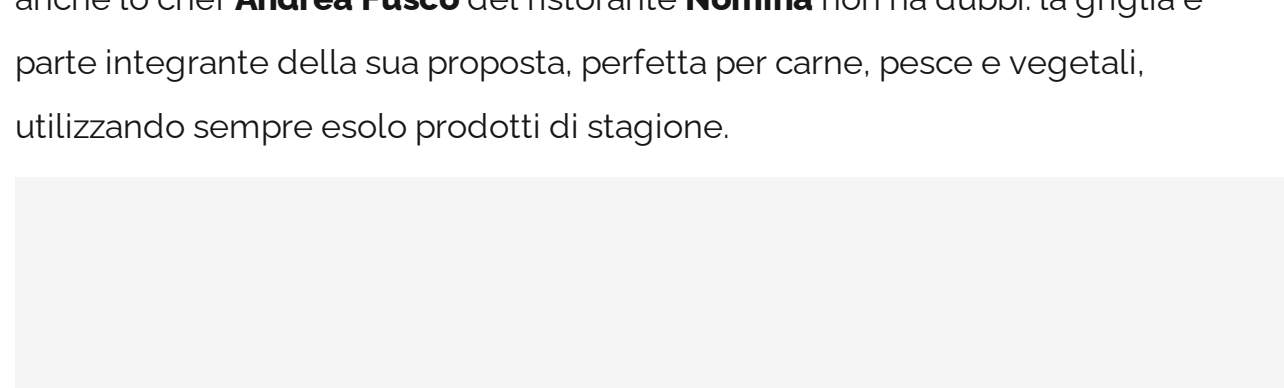 anche lo chef Andrea Fusco del ristorante Nomina non ha dubbi: la griglia è
parte integrante della sua proposta, perfetta per carne, pesce e vegetali,
utilizzando sempre esolo prodotti di stagione.